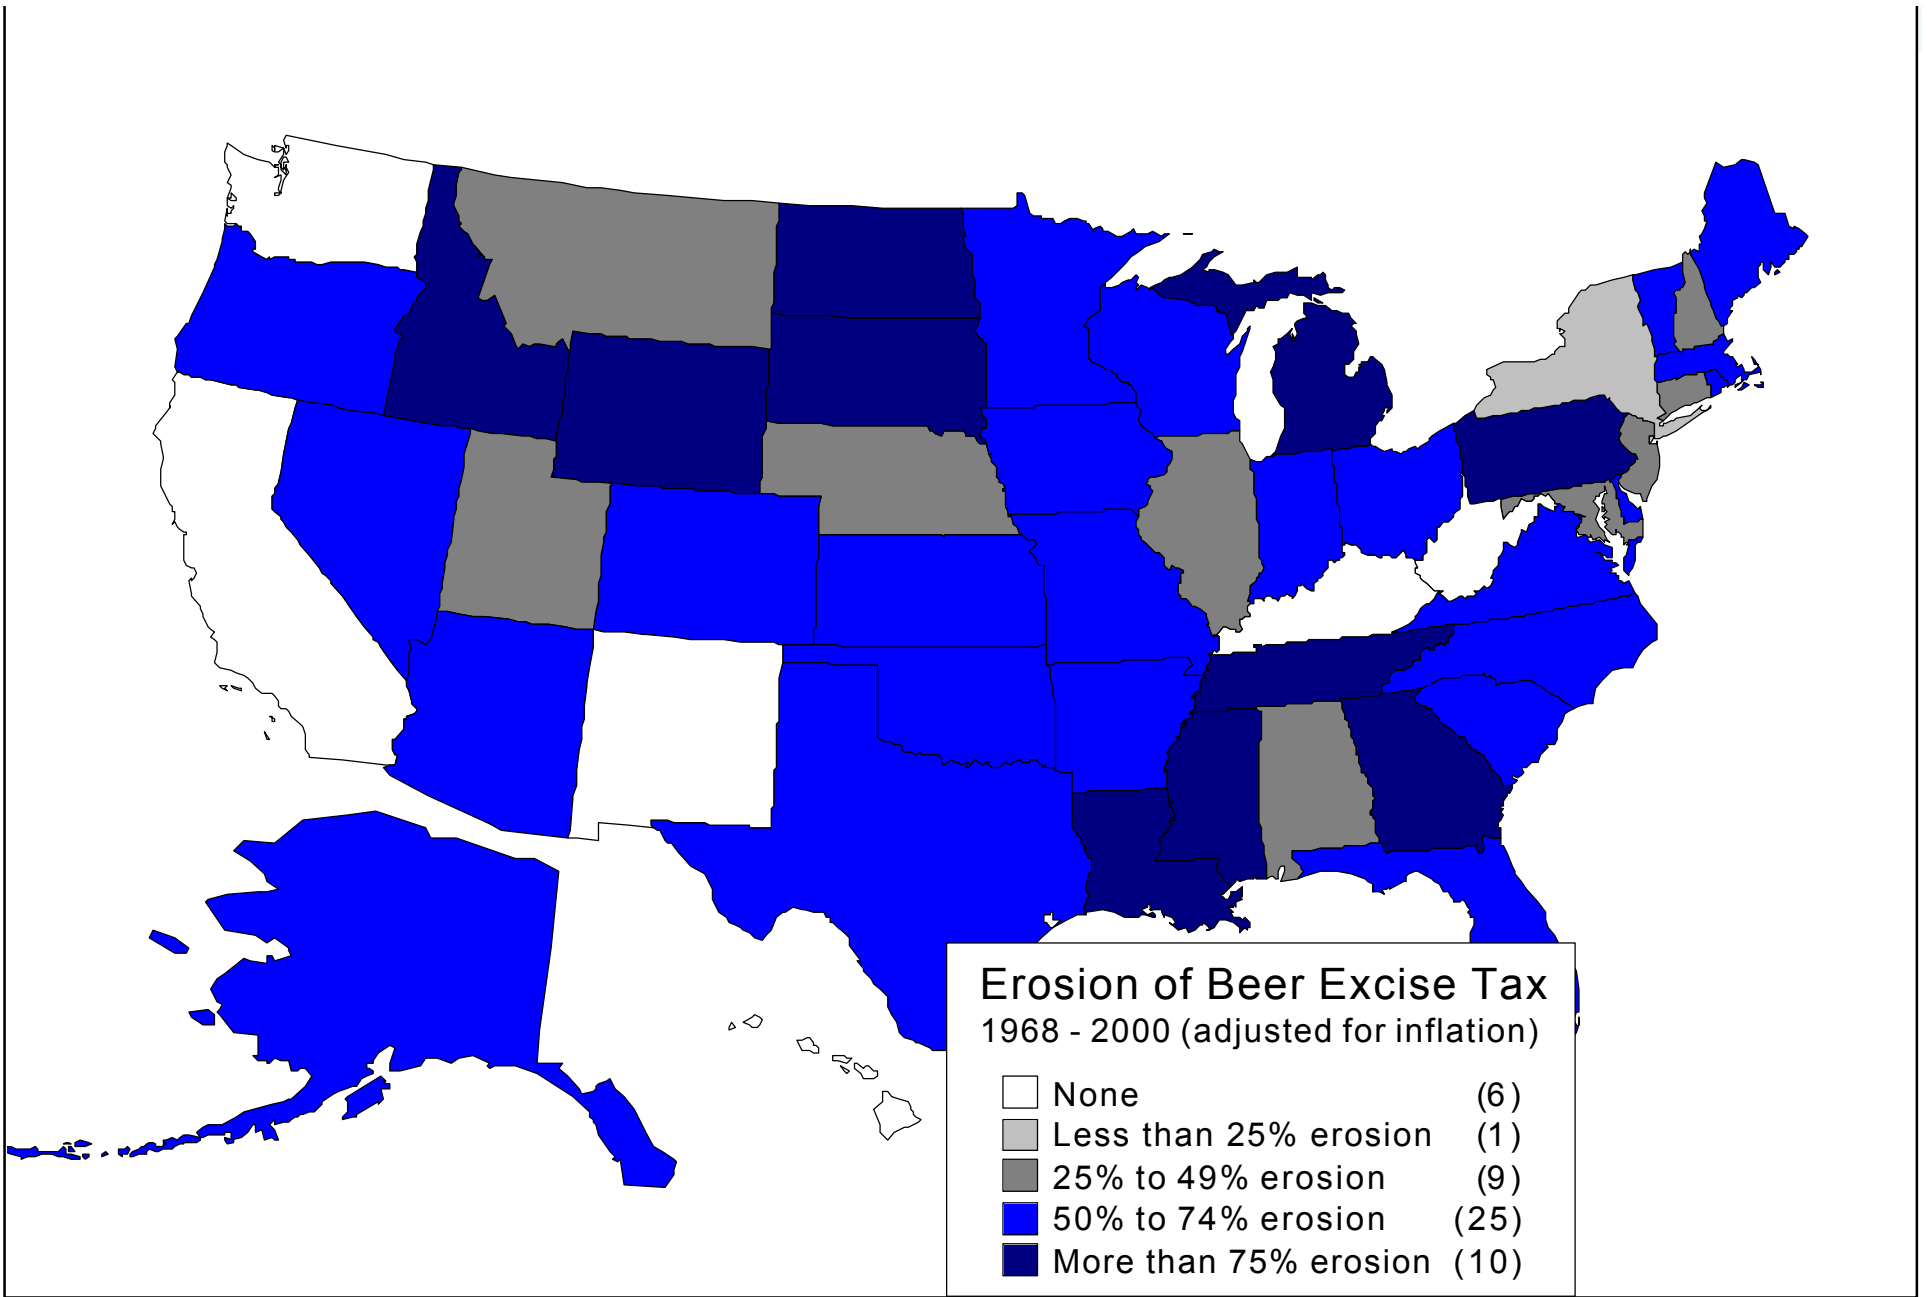 Erosion of Beer Excise Tax
1968 - 2000 (adjusted for inflation)
None (6)
Less than 25% erosion (1)
25% to 49% erosion (9)
50% to 74% erosion (25)
More than 75% erosion (10)